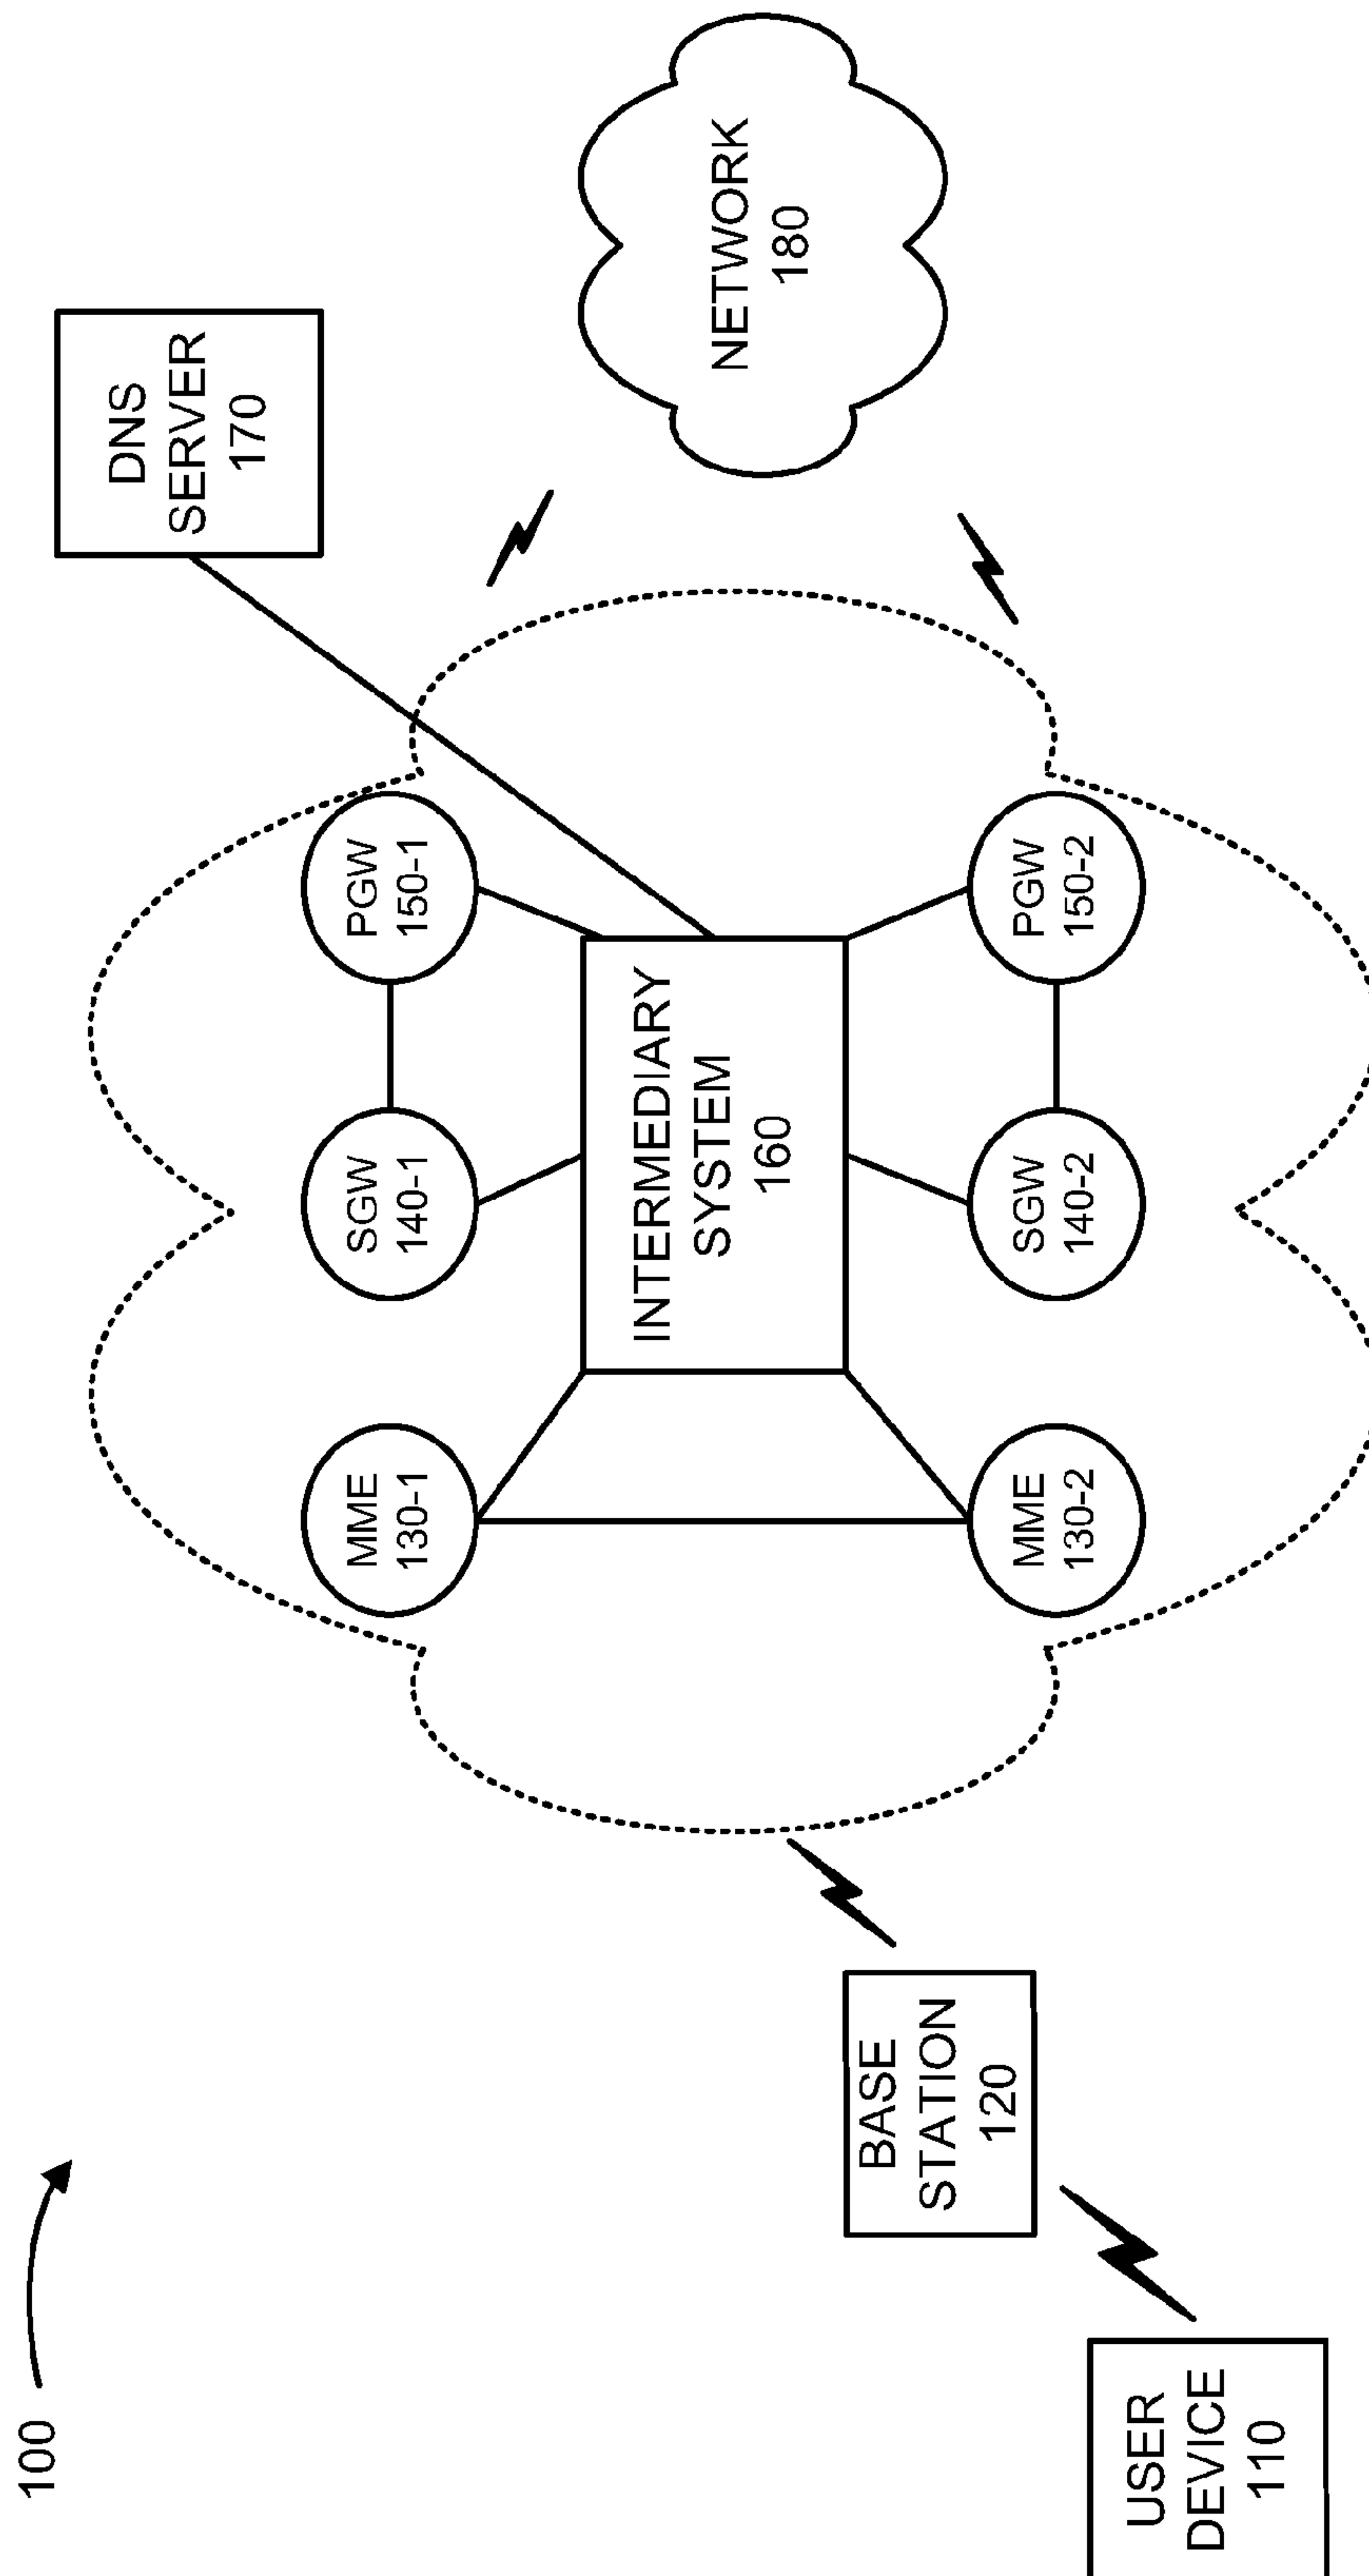 100
DNS
SERVER
170
MME
130-1
SGW
140-1
PGW
150-1
INTERMEDIARY
SYSTEM
160
NETWORK
180
MME
130-2
SGW
140-2
PGW
150-2
BASE
STATION
120
USER
DEVICE
110